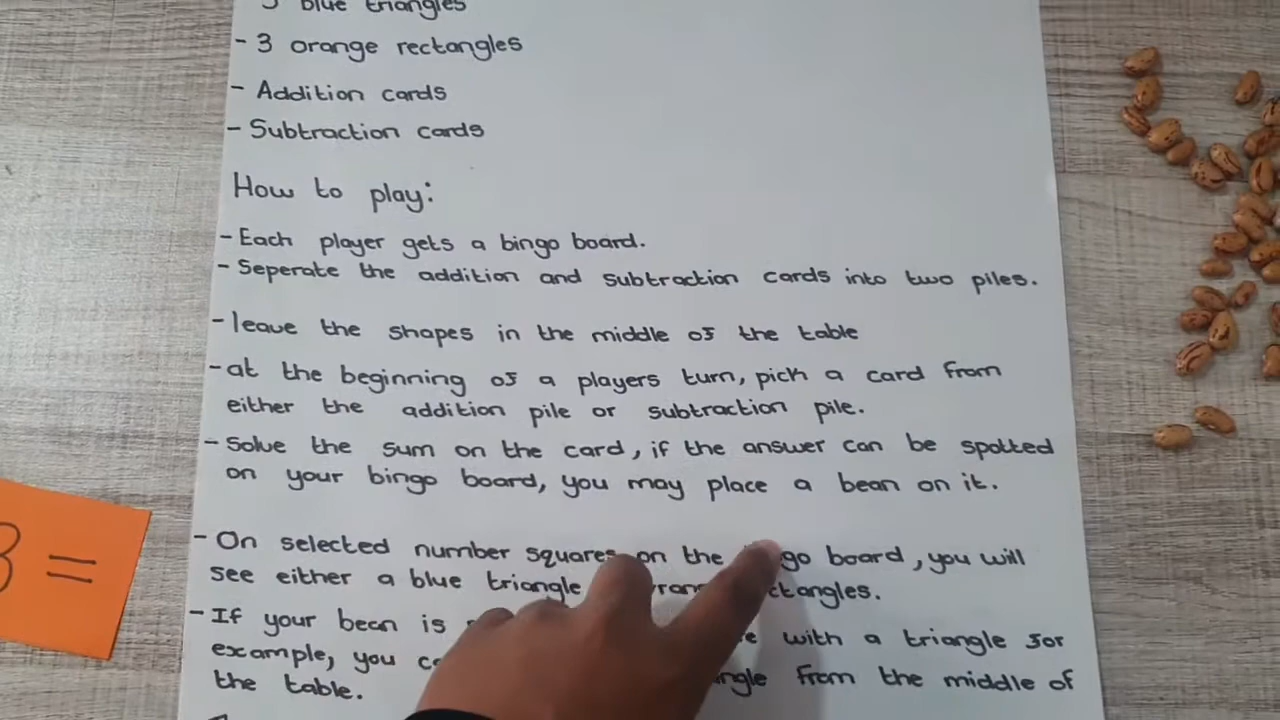 3 blue triangles
- 3 orange rectangles
- Addition cards
- Subtraction cards
How to play:
- Each player gets a bingo board.
- Seperate the addition and subtraction cards into two piles.
- leave the shapes in the middle of the table
- at the beginning of a players turn, pick a card from
either the addition pile or subtraction pile.
- Solve the sum on the card, if the answer can be spotted
on your bingo board, you may place a bean on it.
- On selected number squares on the go board, you will
see either a blue triangle
- If your bean is with a triangle for
example, you from the middle of
the table.
3 =